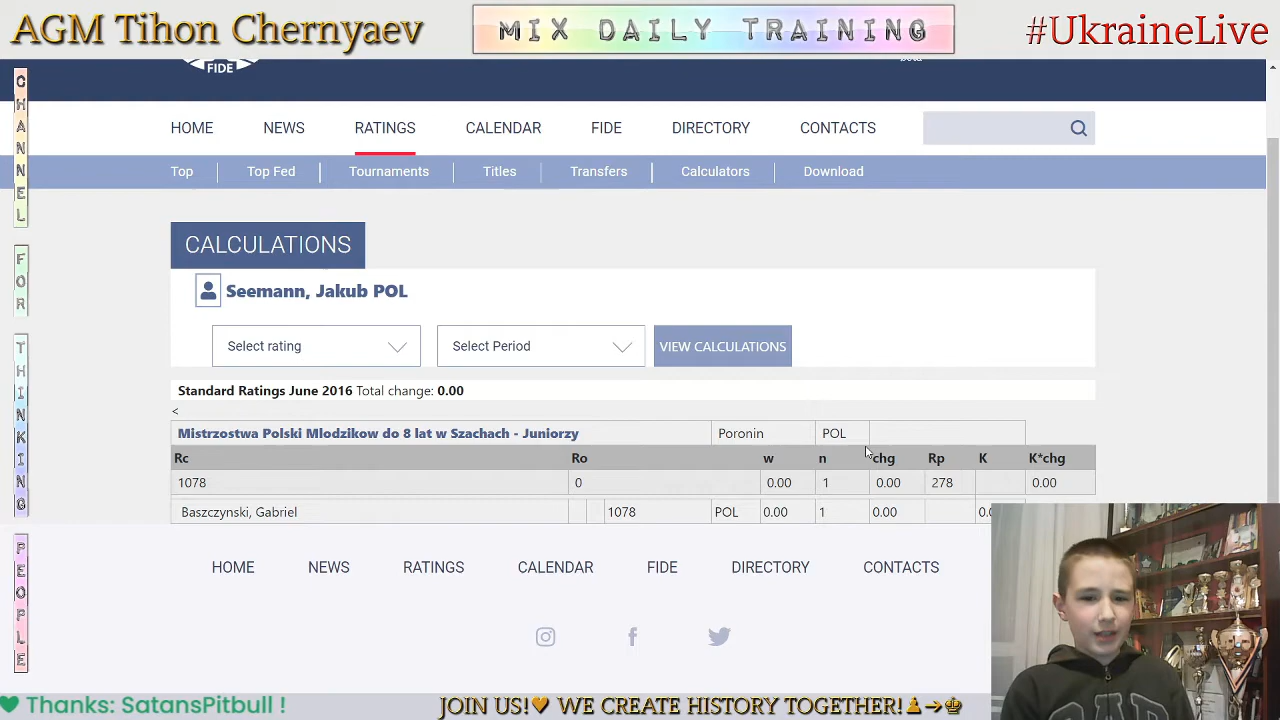 AGM Tihon Chernyaev
MIX DAILY TRAINING
#UkraineLive
CHANNEL
FOR
THINKING
PEOPLE
FIDE
beta
HOME NEWS RATINGS CALENDAR FIDE DIRECTORY CONTACTS
Top Top Fed Tournaments Titles Transfers Calculators Download
CALCULATIONS
Seemann, Jakub POL
Select rating Select Period VIEW CALCULATIONS
Standard Ratings June 2016 Total change: 0.00
<
Mistrzostwa Polski Mlodzikow do 8 lat w Szachach - Juniorzy Poronin POL
Rc Ro w n chg Rp K K*chg
1078 0 0.00 1 0.00 278 0.00
Baszczynski, Gabriel 1078 POL 0.00 1 0.00
HOME NEWS RATINGS CALENDAR FIDE DIRECTORY CONTACTS
Thanks: SatansPitbull !
JOIN US!🧡 WE CREATE HISTORY TOGETHER!♟→♚